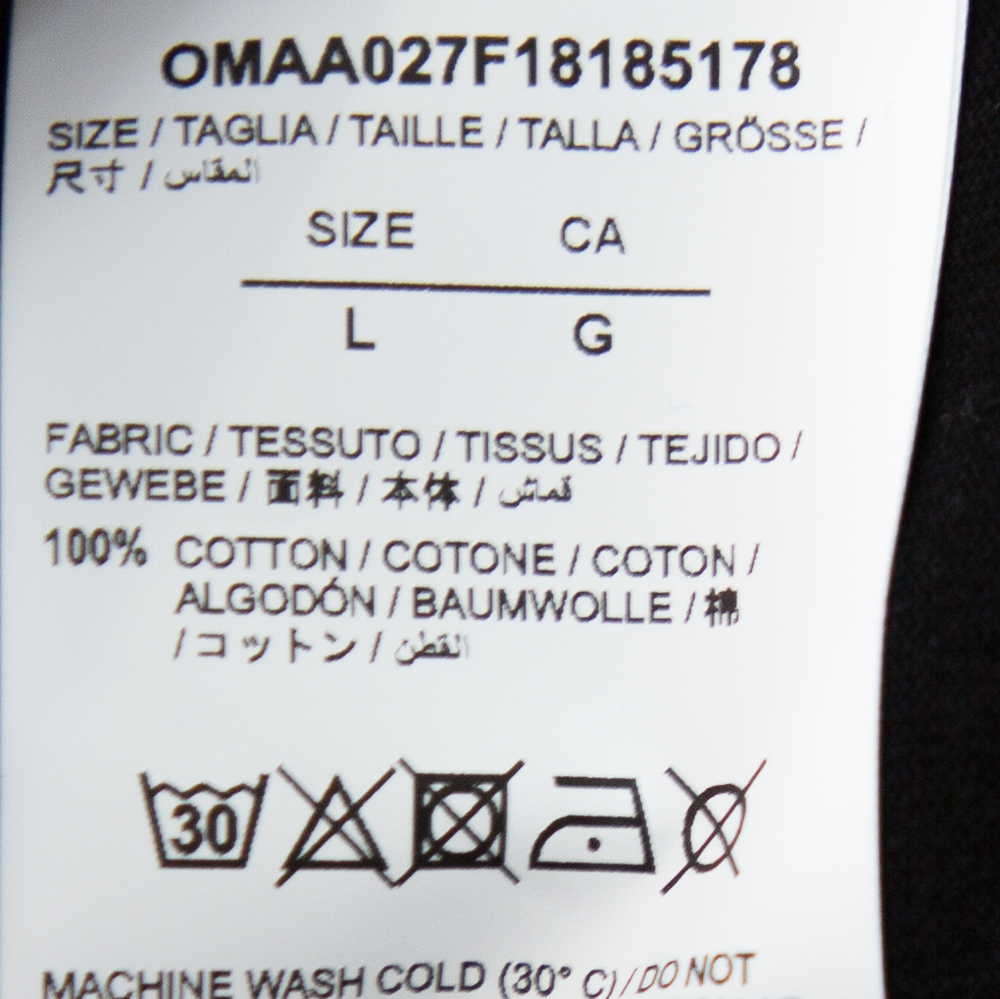 OMAA027F18185178
SIZE / TAGLIA / TAILLE / TALLA / GRÖSSE /
尺寸 / المقاس
SIZE CA
L G
FABRIC / TESSUTO / TISSUS / TEJIDO /
GEWEBE / 面料 / 本体 / قماش
100% COTTON / COTONE / COTON /
ALGODÓN / BAUMWOLLE / 棉
/ コットン / القطن
30
MACHINE WASH COLD (30° C)/DO NOT